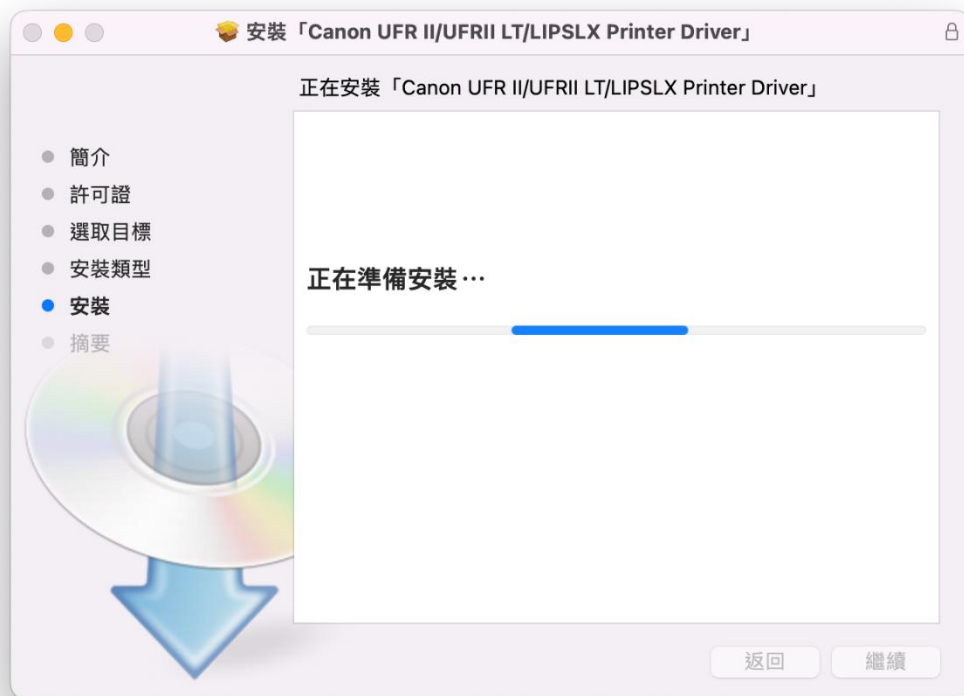 安裝「Canon UFR II/UFRII LT/LIPSLX Printer Driver」
正在安裝「Canon UFR II/UFRII LT/LIPSLX Printer Driver」
簡介
許可證
選取目標
安裝類型
安裝
摘要
正在準備安裝⋯
返回
繼續